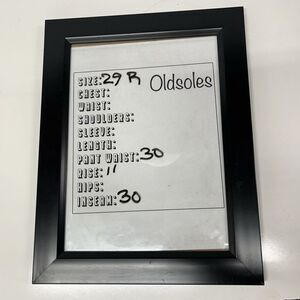 SIZE: 29 R Oldsoles
CHEST:
WAIST:
SHOULDERS:
SLEEVE:
LENGTH:
PANT WAIST: 30
RISE: 11
HIPS:
INSEAM: 30